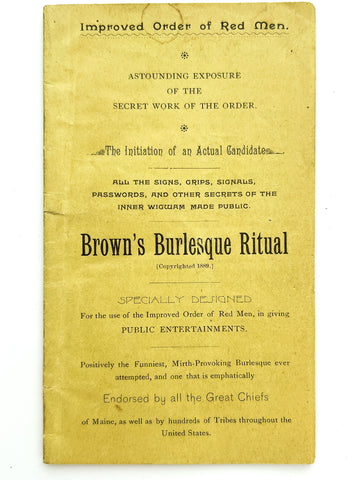 Improved Order of Red Men.
ASTOUNDING EXPOSURE
OF THE
SECRET WORK OF THE ORDER.
The Initiation of an Actual Candidate
ALL THE SIGNS, GRIPS, SIGNALS,
PASSWORDS, AND OTHER SECRETS OF THE
INNER WIGWAM MADE PUBLIC.
Brown's Burlesque Ritual
[Copyrighted 1889.]
SPECIALLY DESIGNED
For the use of the Improved Order of Red Men, in giving
PUBLIC ENTERTAINMENTS.
Positively the Funniest, Mirth-Provoking Burlesque ever
attempted, and one that is emphatically
Endorsed by all the Great Chiefs
of Maine, as well as by hundreds of Tribes throughout the
United States.